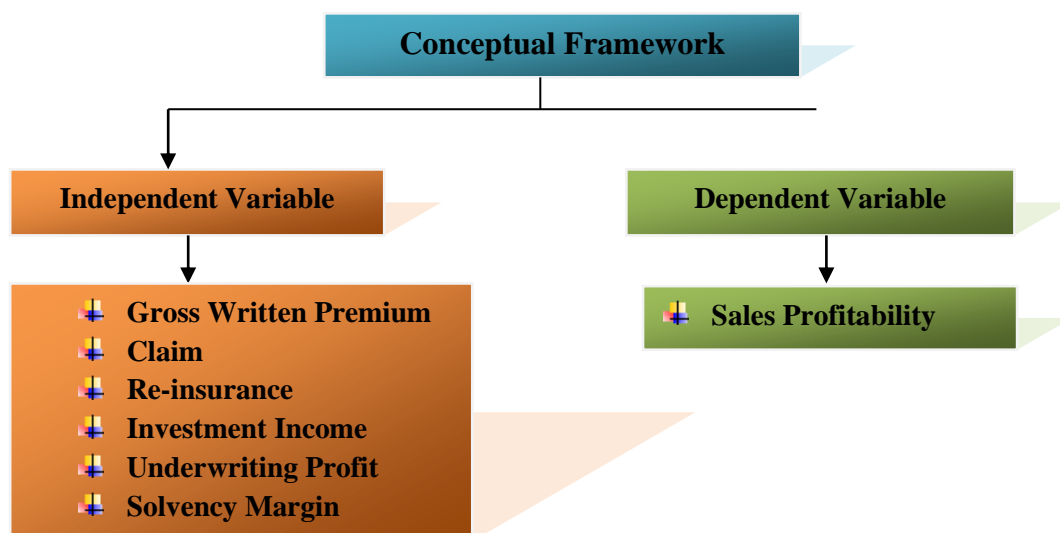 Conceptual Framework
Independent Variable
Dependent Variable
Gross Written Premium
Claim
Re-insurance
Investment Income
Underwriting Profit
Solvency Margin
Sales Profitability